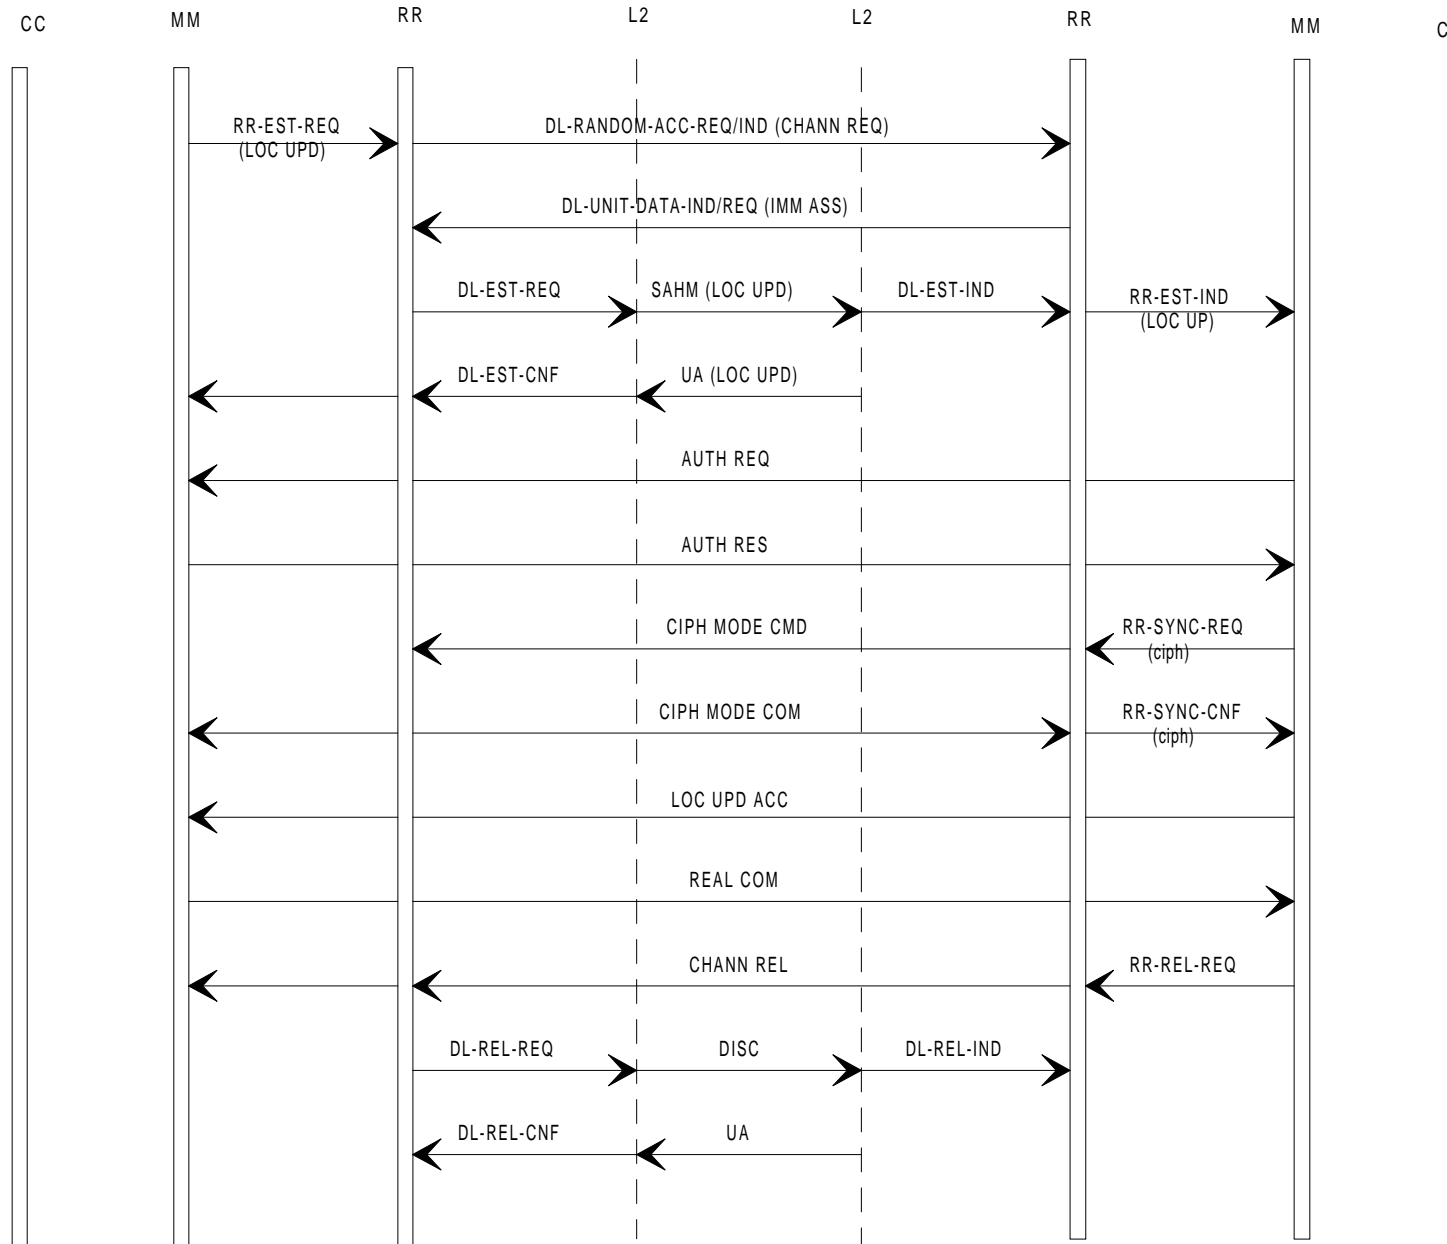 CC MM RR L2 L2 RR MM C
RR-EST-REQ DL-RANDOM-ACC-REQ/IND (CHANN REQ)
(LOC UPD)
DL-UNIT-DATA-IND/REQ (IMM ASS)
DL-EST-REQ SAHM (LOC UPD) DL-EST-IND RR-EST-IND
(LOC UP)
DL-EST-CNF UA (LOC UPD)
AUTH REQ
AUTH RES
CIPH MODE CMD RR-SYNC-REQ
(ciph)
CIPH MODE COM RR-SYNC-CNF
(ciph)
LOC UPD ACC
REAL COM
CHANN REL RR-REL-REQ
DL-REL-REQ DISC DL-REL-IND
DL-REL-CNF UA